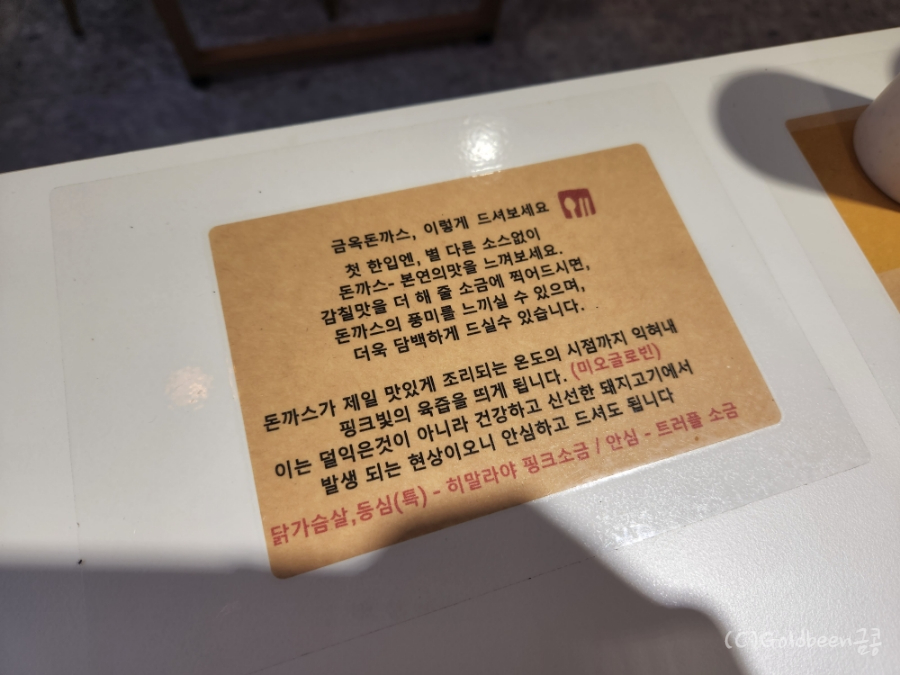 금옥돈까스, 이렇게 드셔보세요
첫 한입엔, 별 다른 소스없이
돈까스- 본연의맛을 느껴보세요.
감칠맛을 더 해 줄 소금에 찍어드시면,
돈까스의 풍미를 느끼실 수 있으며,
더욱 담백하게 드실수 있습니다.
돈까스가 제일 맛있게 조리되는 온도의 시점까지 익혀내
핑크빛의 육즙을 띄게 됩니다. (미오글로빈)
이는 덜익은것이 아니라 건강하고 신선한 돼지고기에서
발생 되는 현상이오니 안심하고 드셔도 됩니다
닭가슴살,등심(특) - 히말라야 핑크소금 / 안심 - 트러플 소금
(C)Goldbeen금콩